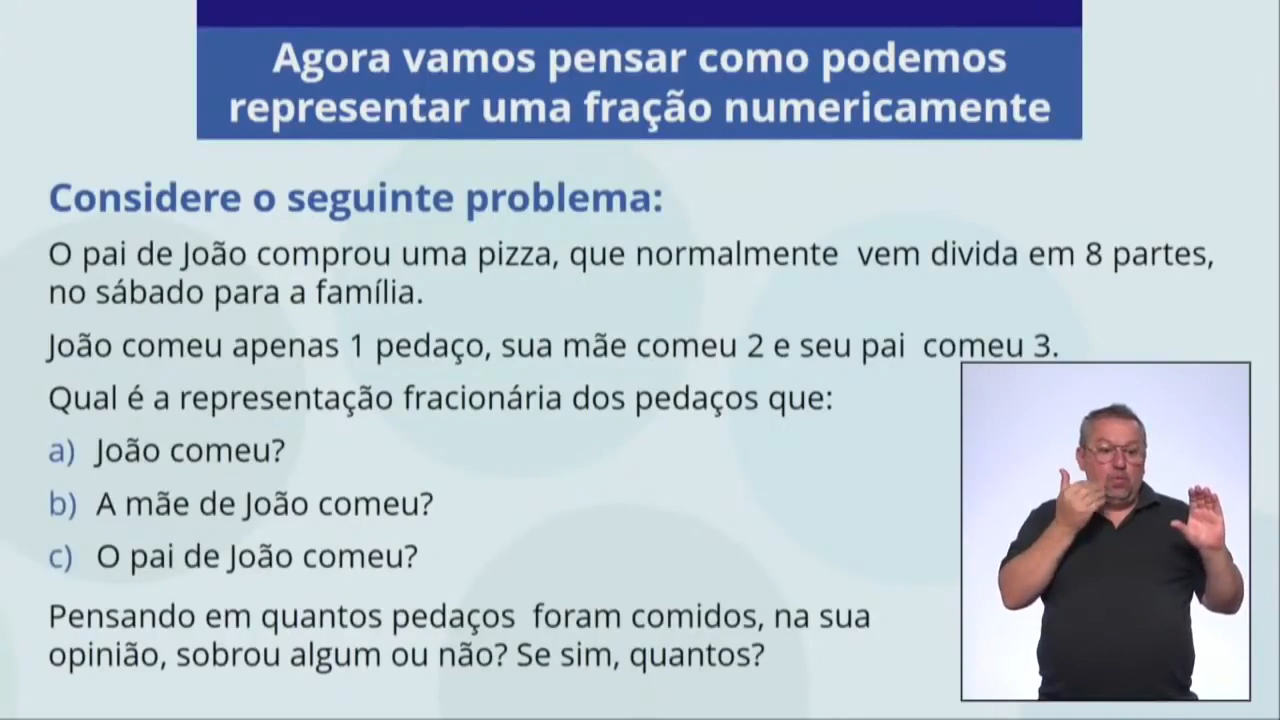 Agora vamos pensar como podemos
representar uma fração numericamente
Considere o seguinte problema:
O pai de João comprou uma pizza, que normalmente vem divida em 8 partes,
no sábado para a família.
João comeu apenas 1 pedaço, sua mãe comeu 2 e seu pai comeu 3.
Qual é a representação fracionária dos pedaços que:
a) João comeu?
b) A mãe de João comeu?
c) O pai de João comeu?
Pensando em quantos pedaços foram comidos, na sua
opinião, sobrou algum ou não? Se sim, quantos?